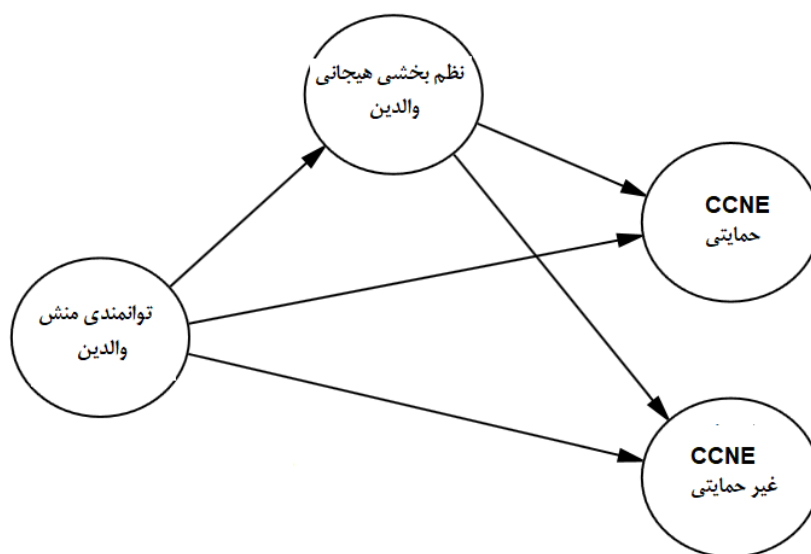 نظم بخشی هیجانی
والدین
CCNE
حمایتی
توانمندی منش
والدین
CCNE
غیر حمایتی